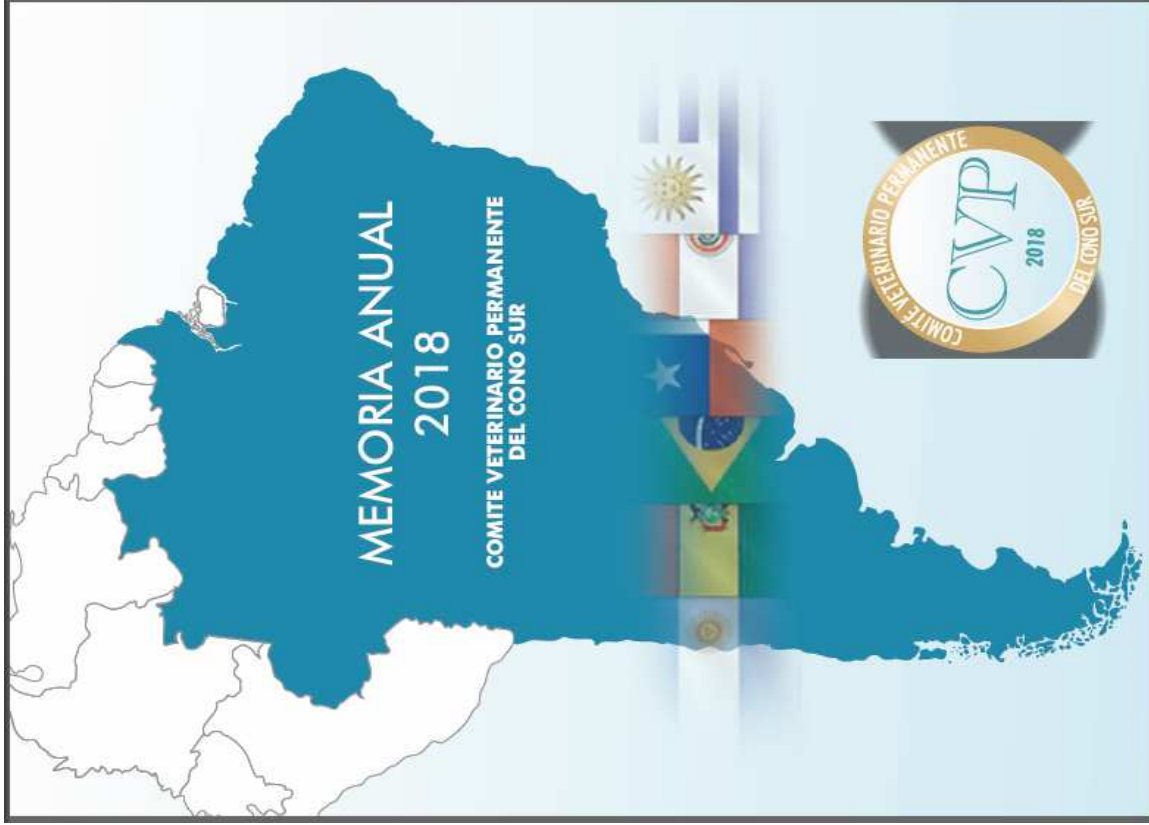 MEMORIA ANUAL
2018
COMITE VETERINARIO PERMANENTE
DEL CONO SUR
COMITÉ VETERINARIO PERMANENTE
CVP
2018
DEL CONO SUR